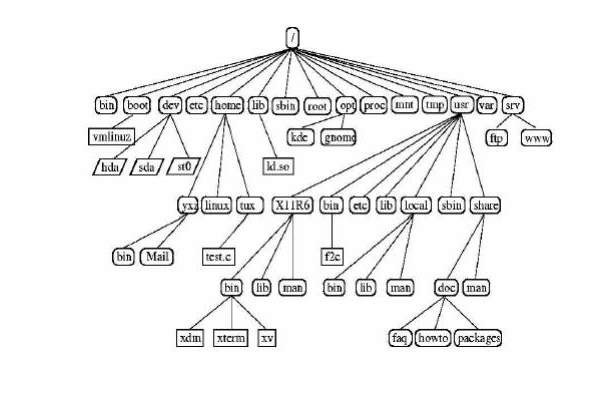 /
bin boot dev etc home lib sbin root opt proc mnt tmp usr var srv
vmlinuz kde gnome ftp www
hda sda st0 ld.so
yxz linux tux X11R6 bin etc lib local sbin share
bin Mail test.c f2c
bin lib man bin lib man doc man
xdm xterm xv faq howto packages